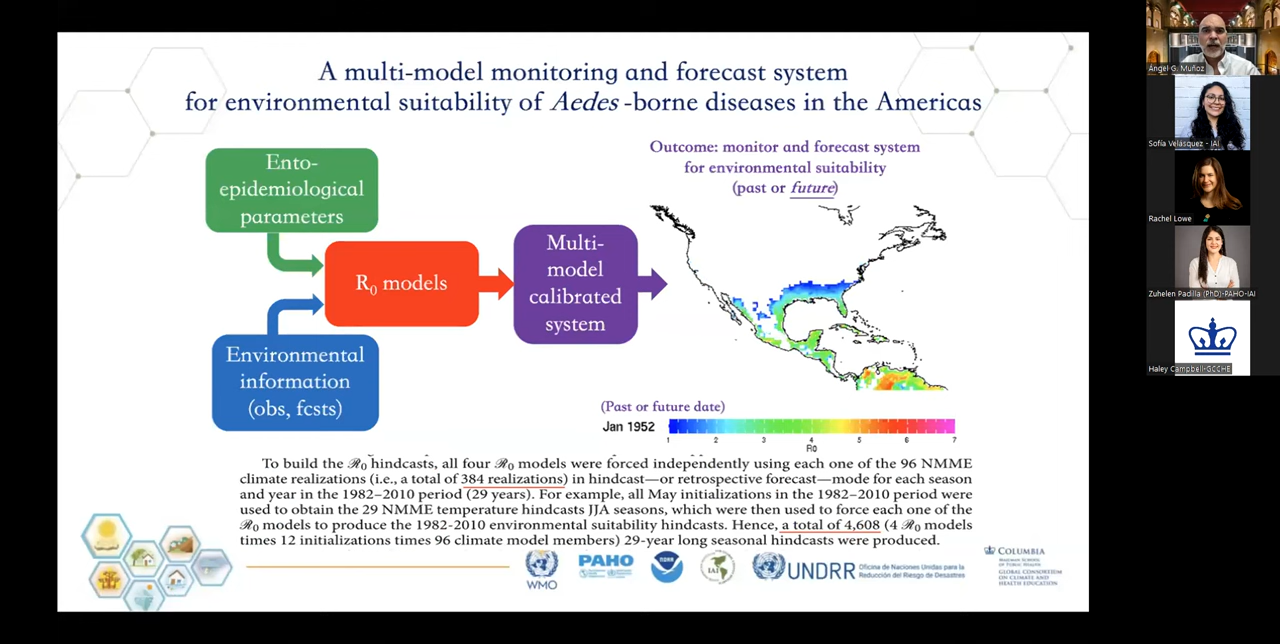 A multi-model monitoring and forecast system
for environmental suitability of Aedes -borne diseases in the Americas
Ento-
epidemiological
parameters
Environmental
information
(obs, fcsts)
R0 models
Multi-
model
calibrated
system
Outcome: monitor and forecast system
for environmental suitability
(past or future)
(Past or future date)
Jan 1952
1 2 3 4 5 6 7
R0
To build the ℛ0 hindcasts, all four ℛ0 models were forced independently using each one of the 96 NMME
climate realizations (i.e., a total of 384 realizations) in hindcast—or retrospective forecast—mode for each season
and year in the 1982–2010 period (29 years). For example, all May initializations in the 1982–2010 period were
used to obtain the 29 NMME temperature hindcasts JJA seasons, which were then used to force each one of the
ℛ0 models to produce the 1982-2010 environmental suitability hindcasts. Hence, a total of 4,608 (4 ℛ0 models
times 12 initializations times 96 climate model members) 29-year long seasonal hindcasts were produced.
WMO
PAHO
NOAA
IAI
UNDRR
Oficina de Naciones Unidas para la
Reducción del Riesgo de Desastres
COLUMBIA
MAILMAN SCHOOL
OF PUBLIC HEALTH
GLOBAL CONSORTIUM
ON CLIMATE AND
HEALTH EDUCATION
Ángel G. Muñoz
Sofía Velásquez - IAI
Rachel Lowe
Zuhelen Padilla (PhD)-PAHO-IAI
Haley Campbell-GCCHE